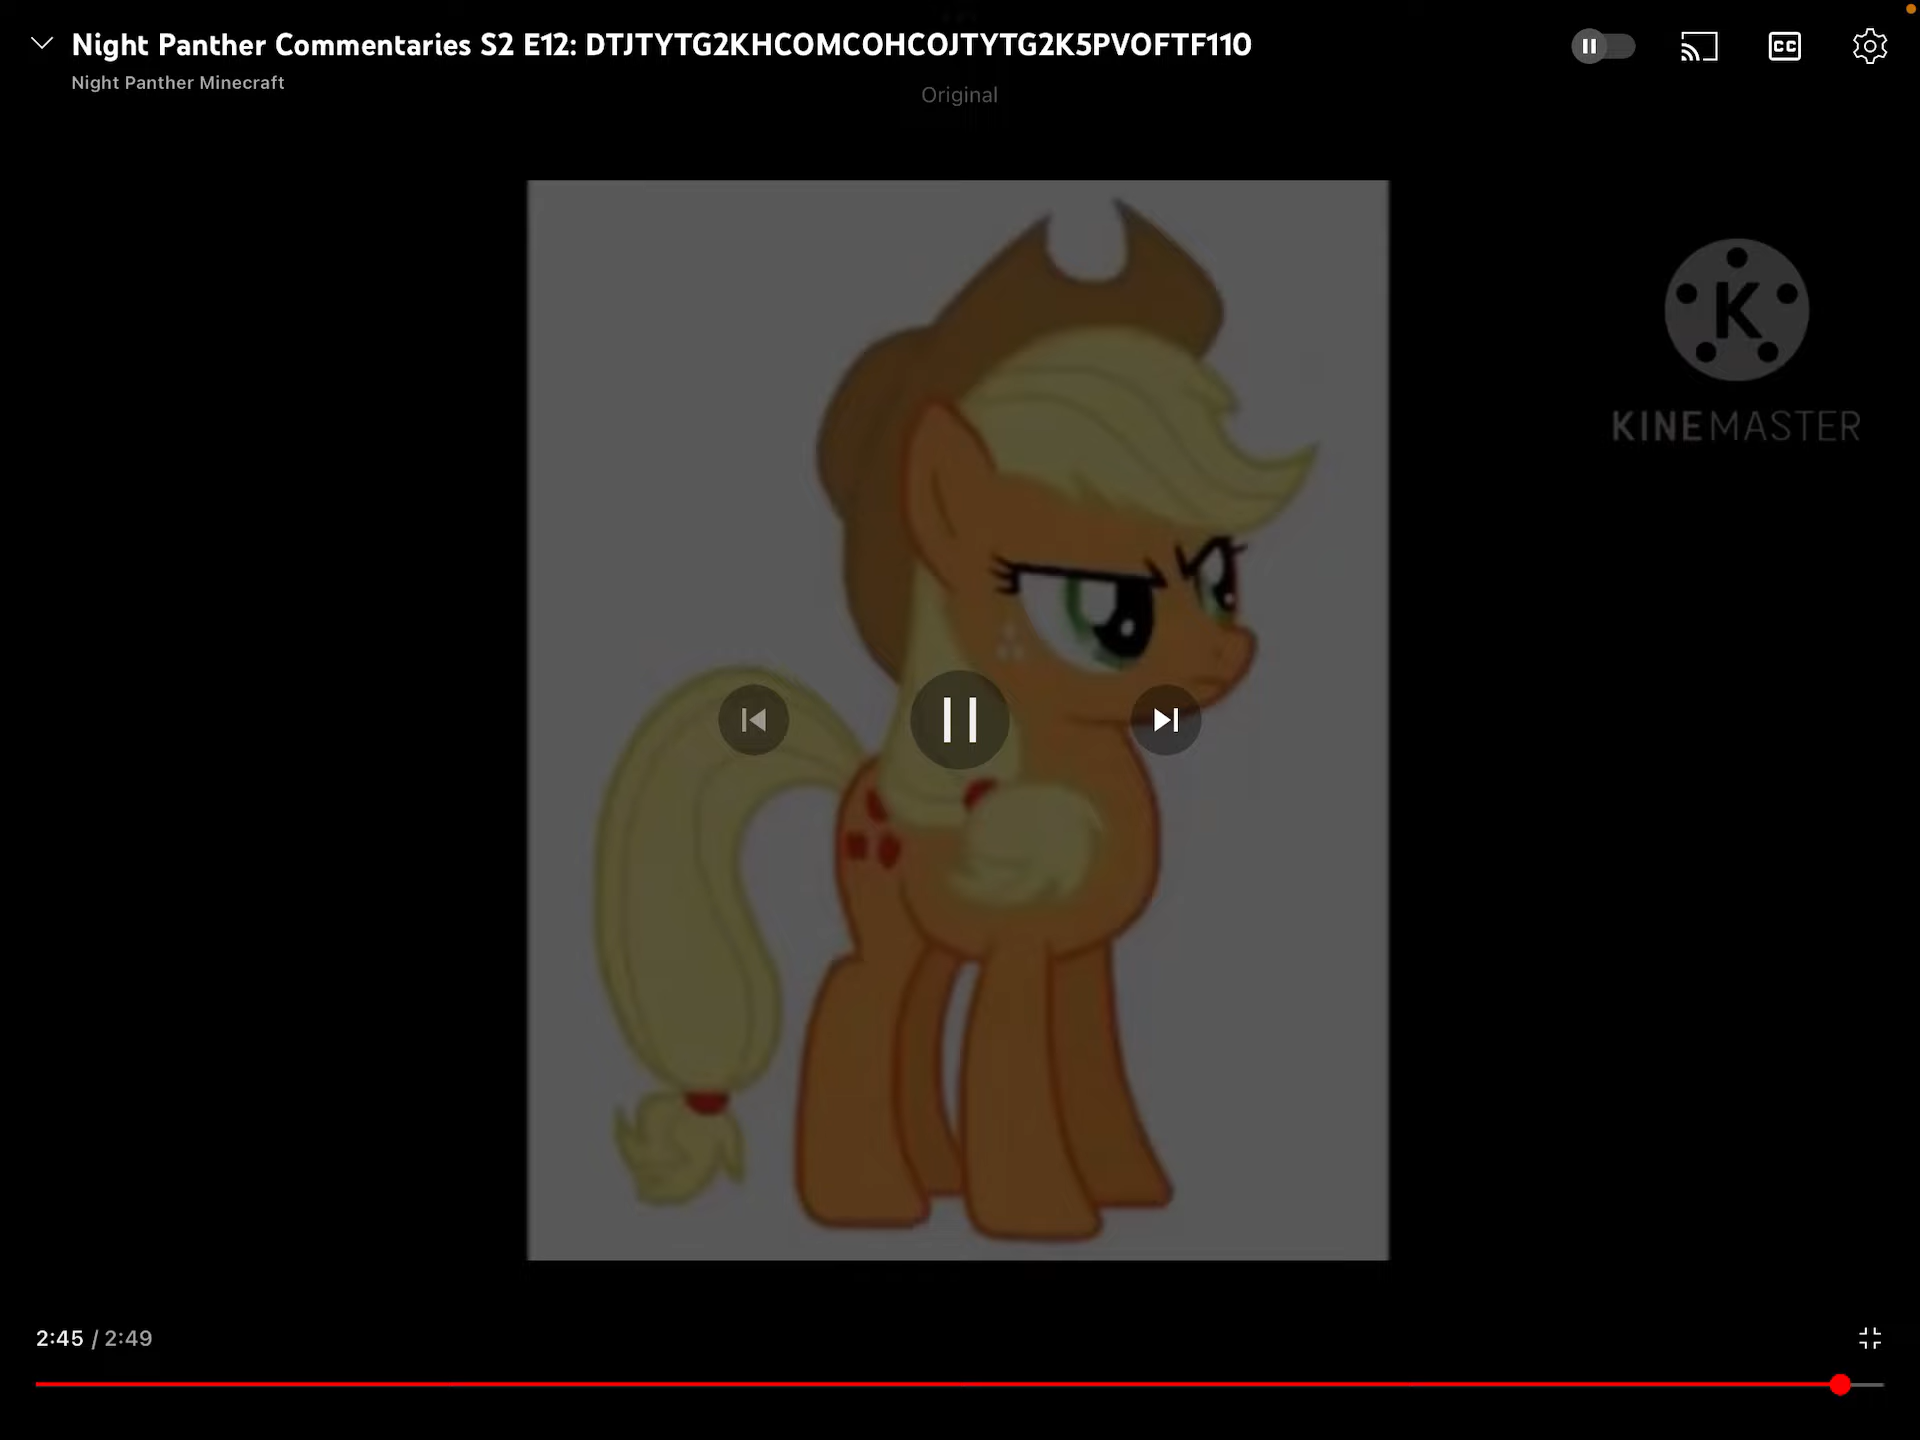 Night Panther Commentaries S2 E12: DTJTYTG2KHCOMCOHCOJTYTG2K5PVOFTF110
Night Panther Minecraft
Original
K
KINEMASTER
2:45 / 2:49